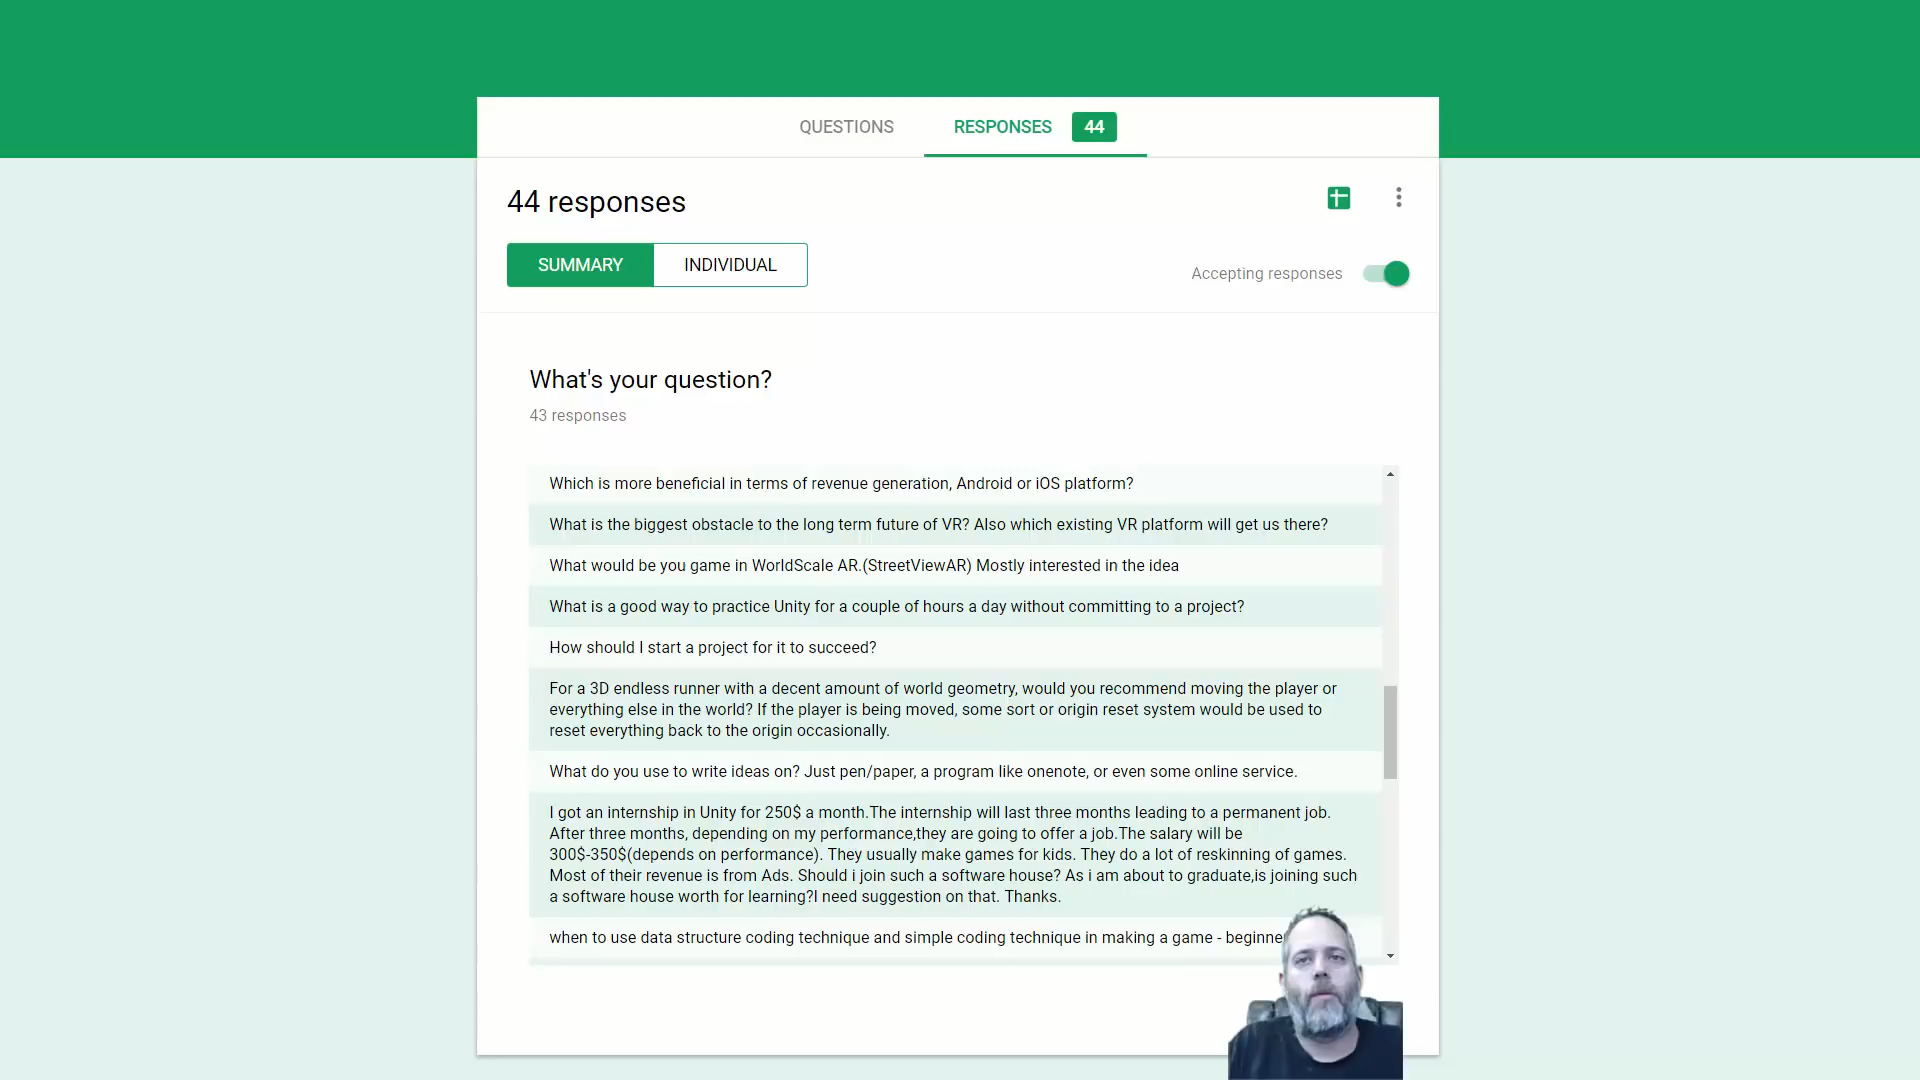 QUESTIONS
RESPONSES 44
44 responses
SUMMARY
INDIVIDUAL
Accepting responses
What's your question?
43 responses
Which is more beneficial in terms of revenue generation, Android or iOS platform?
What is the biggest obstacle to the long term future of VR? Also which existing VR platform will get us there?
What would be you game in WorldScale AR.(StreetViewAR) Mostly interested in the idea
What is a good way to practice Unity for a couple of hours a day without committing to a project?
How should I start a project for it to succeed?
For a 3D endless runner with a decent amount of world geometry, would you recommend moving the player or
everything else in the world? If the player is being moved, some sort or origin reset system would be used to
reset everything back to the origin occasionally.
What do you use to write ideas on? Just pen/paper, a program like onenote, or even some online service.
I got an internship in Unity for 250$ a month.The internship will last three months leading to a permanent job.
After three months, depending on my performance,they are going to offer a job.The salary will be
300$-350$(depends on performance). They usually make games for kids. They do a lot of reskinning of games.
Most of their revenue is from Ads. Should i join such a software house? As i am about to graduate,is joining such
a software house worth for learning?I need suggestion on that. Thanks.
when to use data structure coding technique and simple coding technique in making a game -